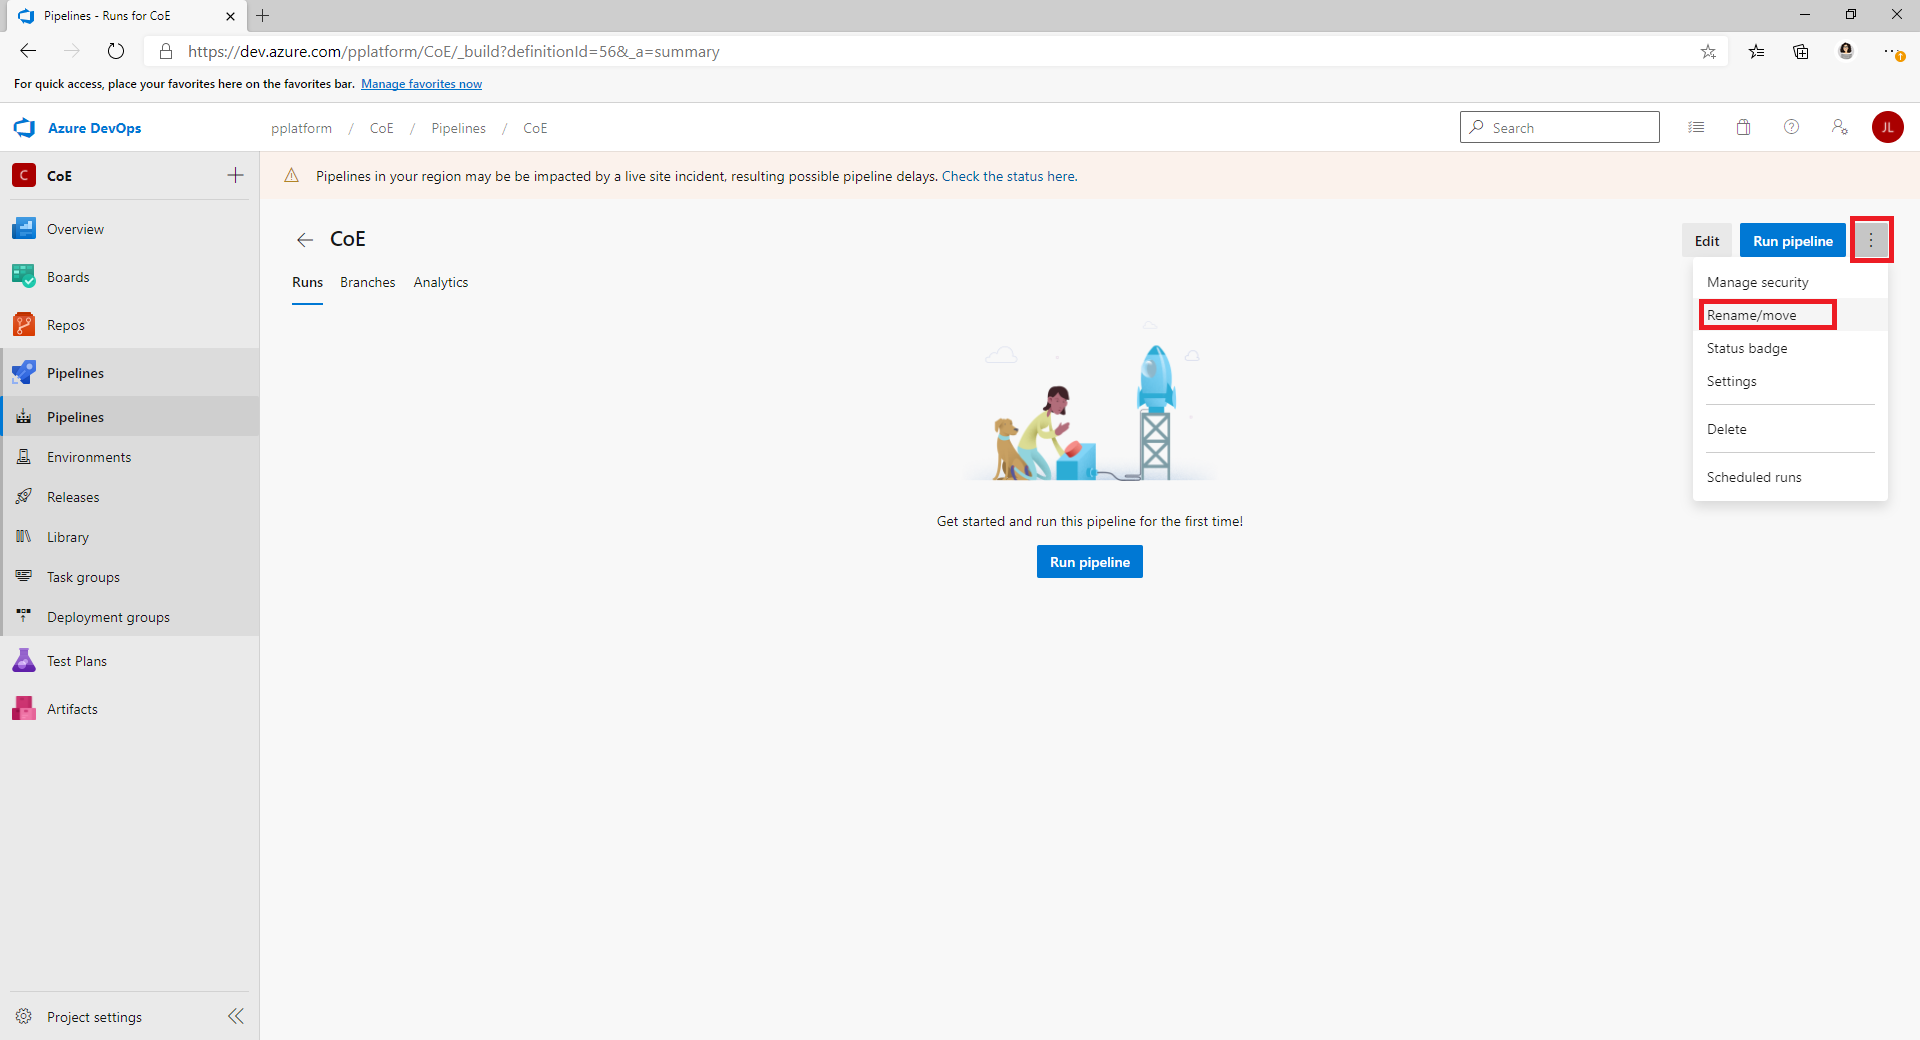 Pipelines - Runs for CoE
https://dev.azure.com/pplatform/CoE/_build?definitionId=56&_a=summary
For quick access, place your favorites here on the favorites bar. Manage favorites now
Azure DevOps
pplatform / CoE / Pipelines / CoE
Search
JL
C CoE
Pipelines in your region may be be impacted by a live site incident, resulting possible pipeline delays. Check the status here.
Overview
Boards
Repos
Pipelines
Pipelines
Environments
Releases
Library
Task groups
Deployment groups
Test Plans
Artifacts
Project settings
CoE
Edit
Run pipeline
Runs
Branches
Analytics
Manage security
Rename/move
Status badge
Settings
Delete
Scheduled runs
Get started and run this pipeline for the first time!
Run pipeline